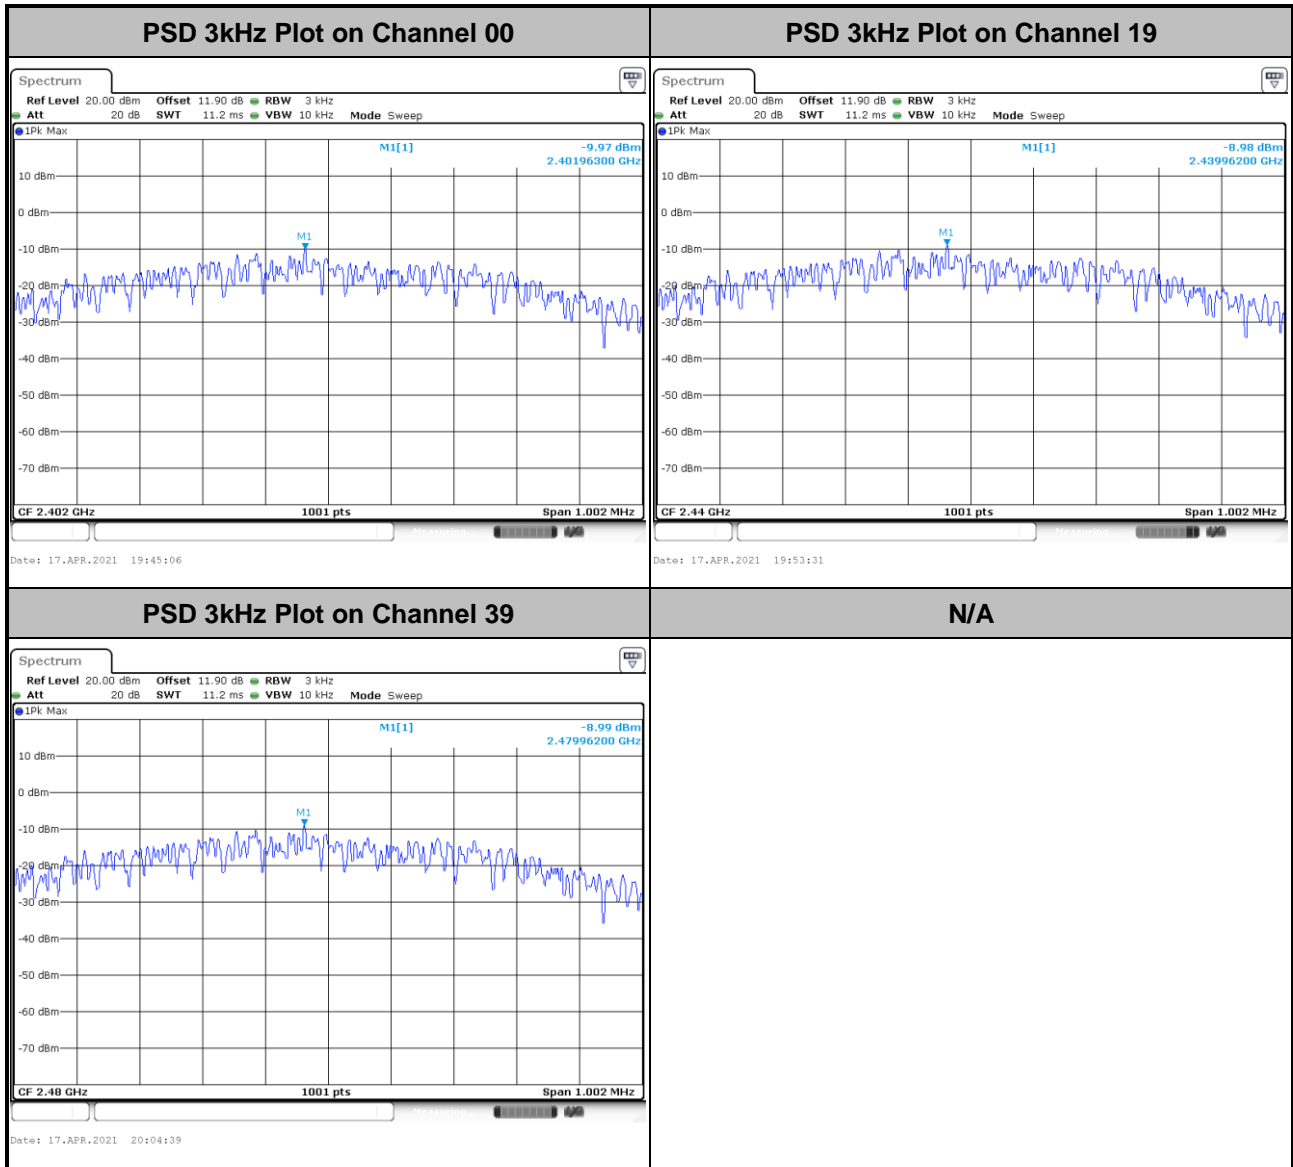 PSD 3kHz Plot on Channel 00
PSD 3kHz Plot on Channel 19
Spectrum
Ref Level 20.00 dBm Offset 11.90 dB RBW 3 kHz
Att 20 dB SWT 11.2 ms VBW 10 kHz Mode Sweep
1Pk Max
M1[1] -9.97 dBm
2.40196300 GHz
10 dBm
0 dBm
M1
-10 dBm
-20 dBm
-30 dBm
-40 dBm
-50 dBm
-60 dBm
-70 dBm
CF 2.402 GHz 1001 pts Span 1.002 MHz
Measuring...
Date: 17.APR.2021 19:45:06
Spectrum
Ref Level 20.00 dBm Offset 11.90 dB RBW 3 kHz
Att 20 dB SWT 11.2 ms VBW 10 kHz Mode Sweep
1Pk Max
M1[1] -8.98 dBm
2.43996200 GHz
10 dBm
0 dBm
M1
-10 dBm
-20 dBm
-30 dBm
-40 dBm
-50 dBm
-60 dBm
-70 dBm
CF 2.44 GHz 1001 pts Span 1.002 MHz
Measuring...
Date: 17.APR.2021 19:53:31
PSD 3kHz Plot on Channel 39
N/A
Spectrum
Ref Level 20.00 dBm Offset 11.90 dB RBW 3 kHz
Att 20 dB SWT 11.2 ms VBW 10 kHz Mode Sweep
1Pk Max
M1[1] -8.99 dBm
2.47996200 GHz
10 dBm
0 dBm
M1
-10 dBm
-20 dBm
-30 dBm
-40 dBm
-50 dBm
-60 dBm
-70 dBm
CF 2.48 GHz 1001 pts Span 1.002 MHz
Measuring...
Date: 17.APR.2021 20:04:39